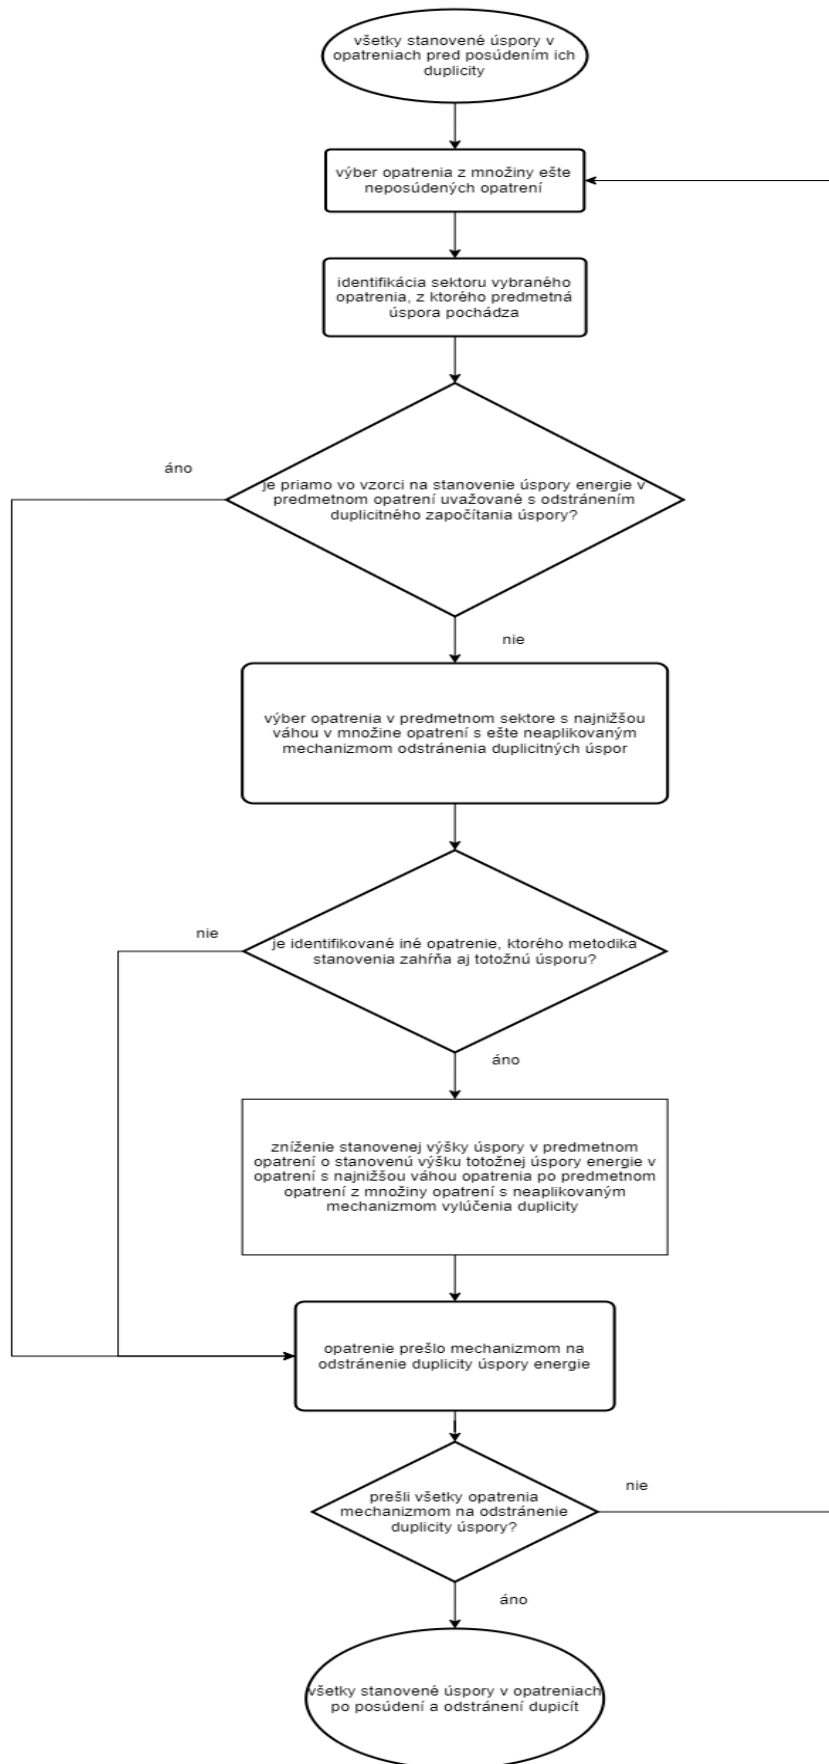 všetky stanovené úspory v
opatreniach pred posúdením ich
duplicity
výber opatrenia z množiny ešte
neposúdených opatrení
identifikácia sektoru vybraného
opatrenia, z ktorého predmetná
úspora pochádza
áno
je priamo vo vzorci na stanovenie úspory energie v
predmetnom opatrení uvažované s odstránením
duplicitného započítania úspory?
nie
výber opatrenia v predmetnom sektore s najnižšou
váhou v množine opatrení s ešte neaplikovaným
mechanizmom odstránenia duplicitných úspor
nie
je identifikované iné opatrenie, ktorého metodika
stanovenia zahŕňa aj totožnú úsporu?
áno
zníženie stanovenej výšky úspory v predmetnom
opatrení o stanovenú výšku totožnej úspory energie v
opatrení s najnižšou váhou opatrenia po predmetnom
opatrení z množiny opatrení s neaplikovaným
mechanizmom vylúčenia duplicity
opatrenie prešlo mechanizmom na
odstránenie duplicity úspory energie
prešli všetky opatrenia
mechanizmom na odstránenie
duplicity úspory?
nie
áno
všetky stanovené úspory v opatreniach
po posúdení a odstránení dupicít